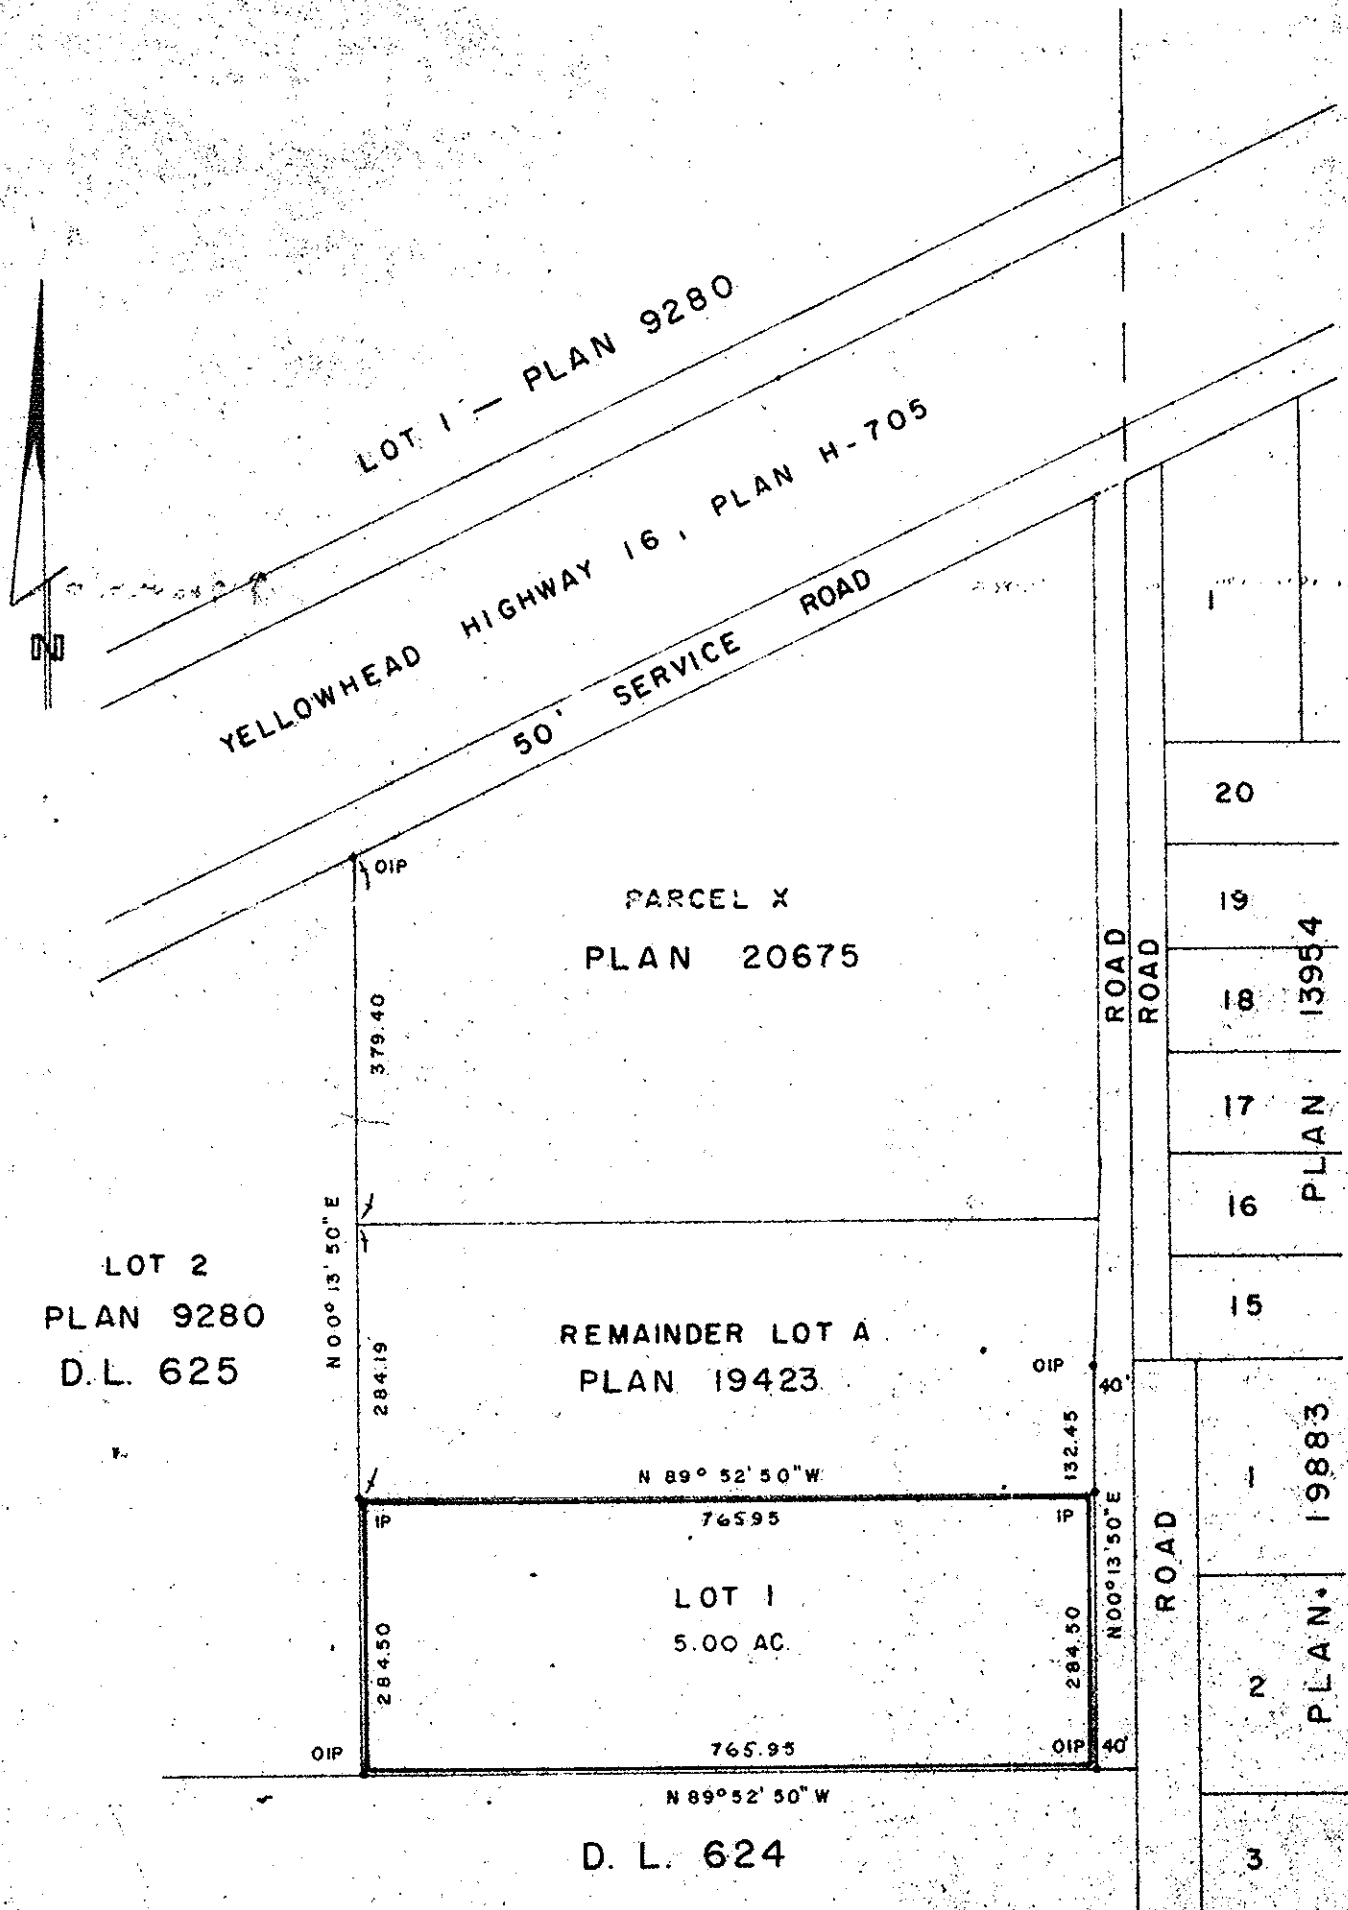 LOT 1 — PLAN 9280
YELLOWHEAD HIGHWAY 16, PLAN H-705
50' SERVICE ROAD
N
OIP
PARCEL X
PLAN 20675
379.40
ROAD
ROAD
1
20
19
18
17
16
15
PLAN 13954
N 00° 13' 50" E
LOT 2
PLAN 9280
D.L. 625
284.19
REMAINDER LOT A
PLAN 19423
OIP
40'
132.45
N 89° 52' 50" W
IP
765.95
IP
LOT 1
5.00 AC.
284.50
284.50
N00°13'50"E
ROAD
1
2
3
PLAN 19883
OIP
765.95
OIP
40'
N 89°52' 50" W
D. L. 624